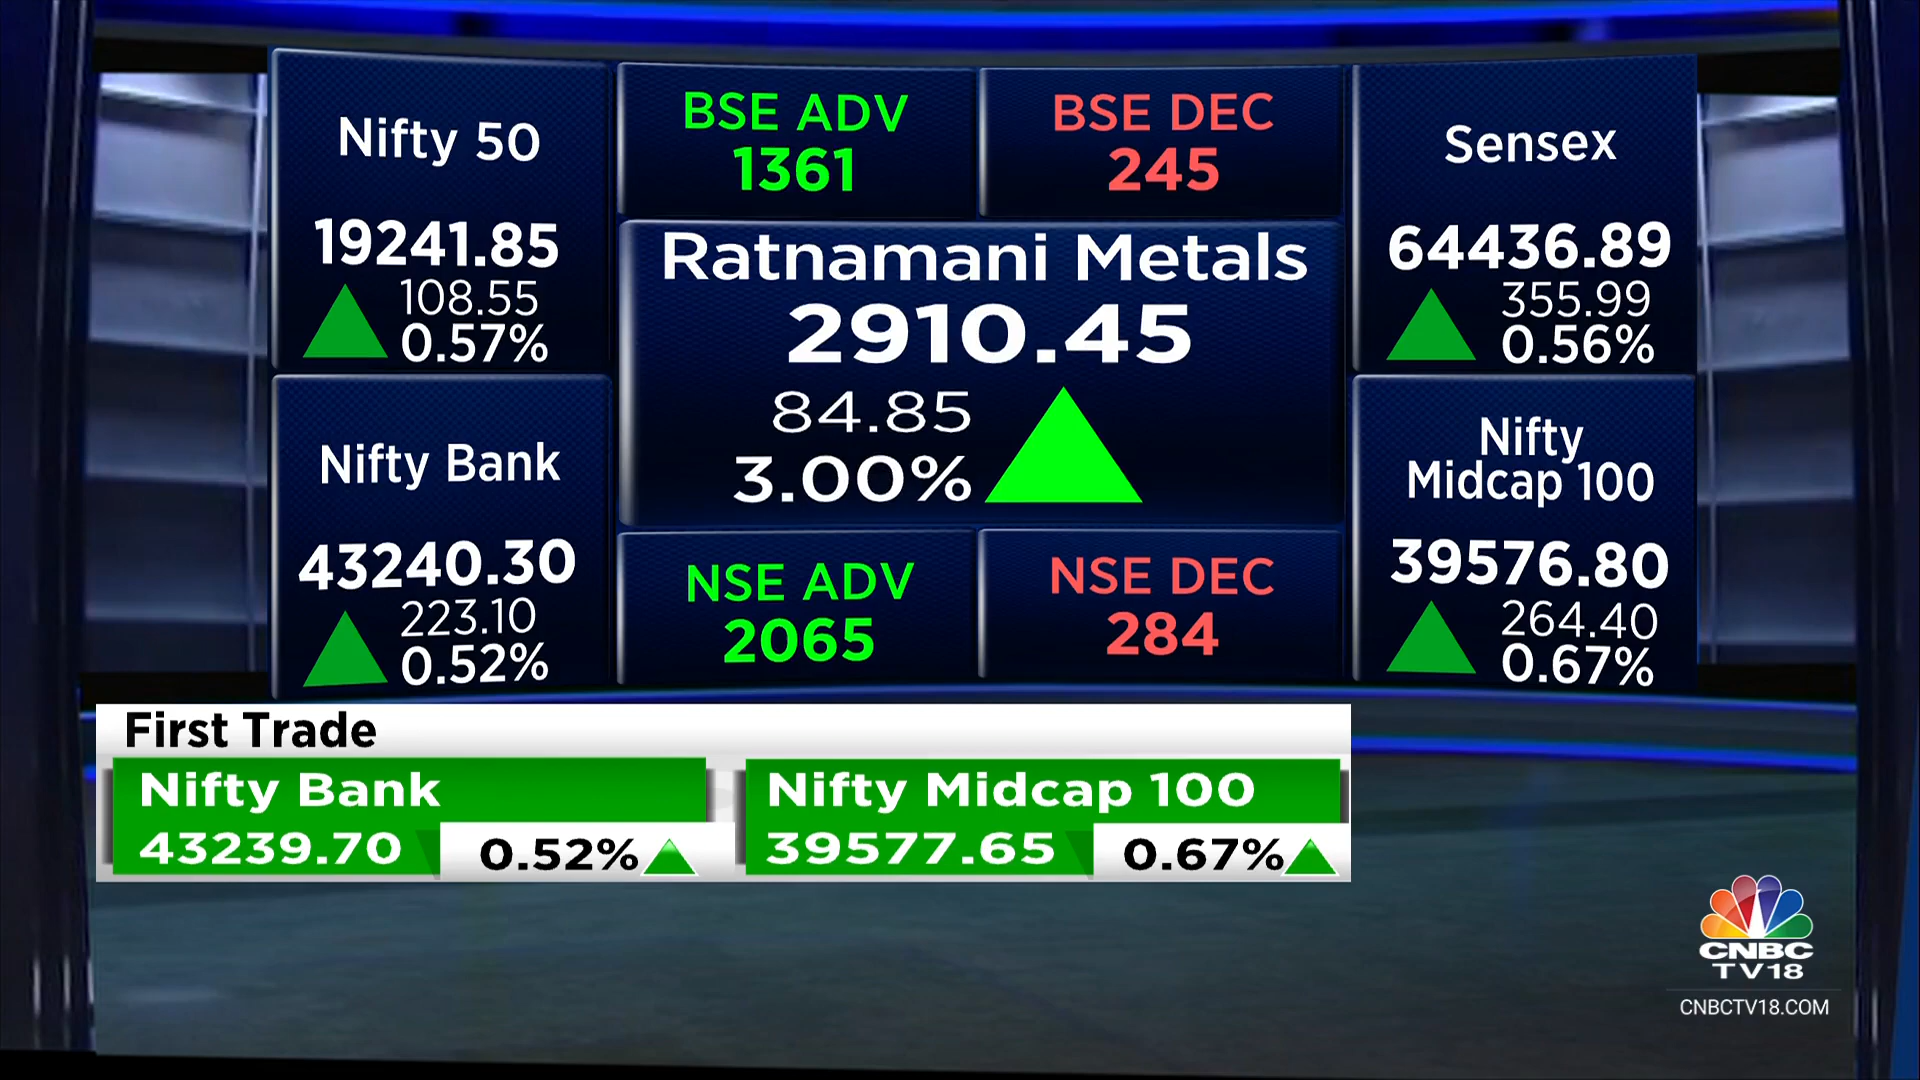 Nifty 50
19241.85
108.55
0.57%
BSE ADV
1361
BSE DEC
245
Sensex
64436.89
355.99
0.56%
Ratnamani Metals
2910.45
84.85
3.00%
Nifty Bank
43240.30
223.10
0.52%
NSE ADV
2065
NSE DEC
284
Nifty
Midcap 100
39576.80
264.40
0.67%
First Trade
Nifty Bank
43239.70
0.52%
Nifty Midcap 100
39577.65
0.67%
CNBC
TV18
CNBCTV18.COM